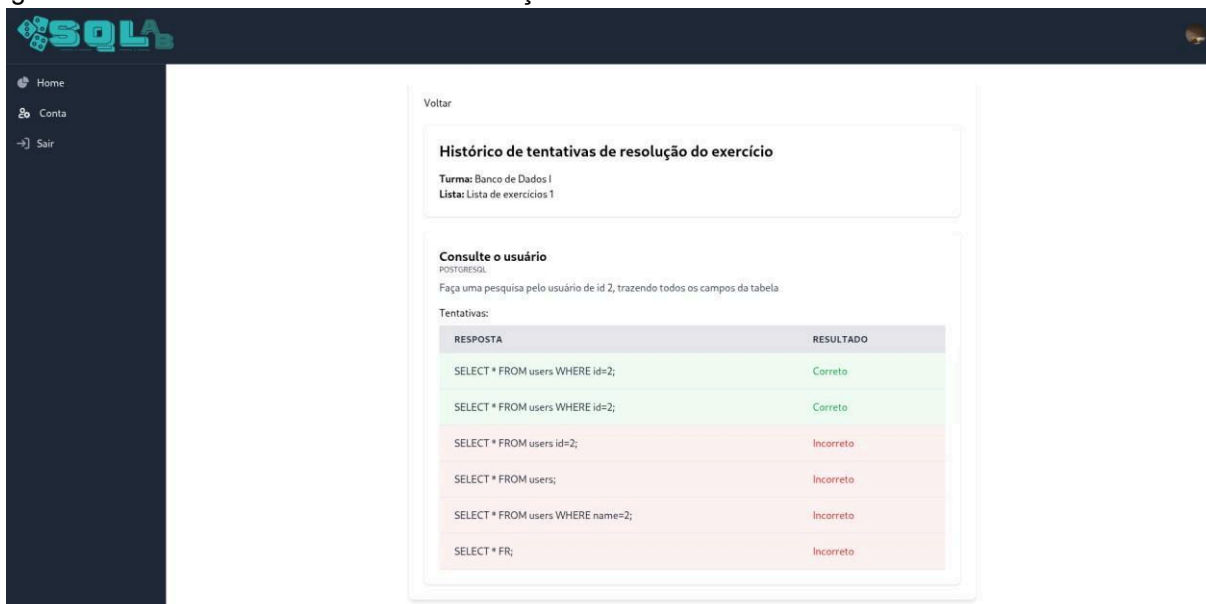 SQL AB
Home
Conta
Sair
Voltar
Histórico de tentativas de resolução do exercício
Turma: Banco de Dados I
Lista: Lista de exercícios 1
Consulte o usuário
POSTGRESQL
Faça uma pesquisa pelo usuário de id 2, trazendo todos os campos da tabela
Tentativas:
RESPOSTA RESULTADO
SELECT * FROM users WHERE id=2; Correto
SELECT * FROM users WHERE id=2; Correto
SELECT * FROM users id=2; Incorreto
SELECT * FROM users; Incorreto
SELECT * FROM users WHERE name=2; Incorreto
SELECT * FR; Incorreto